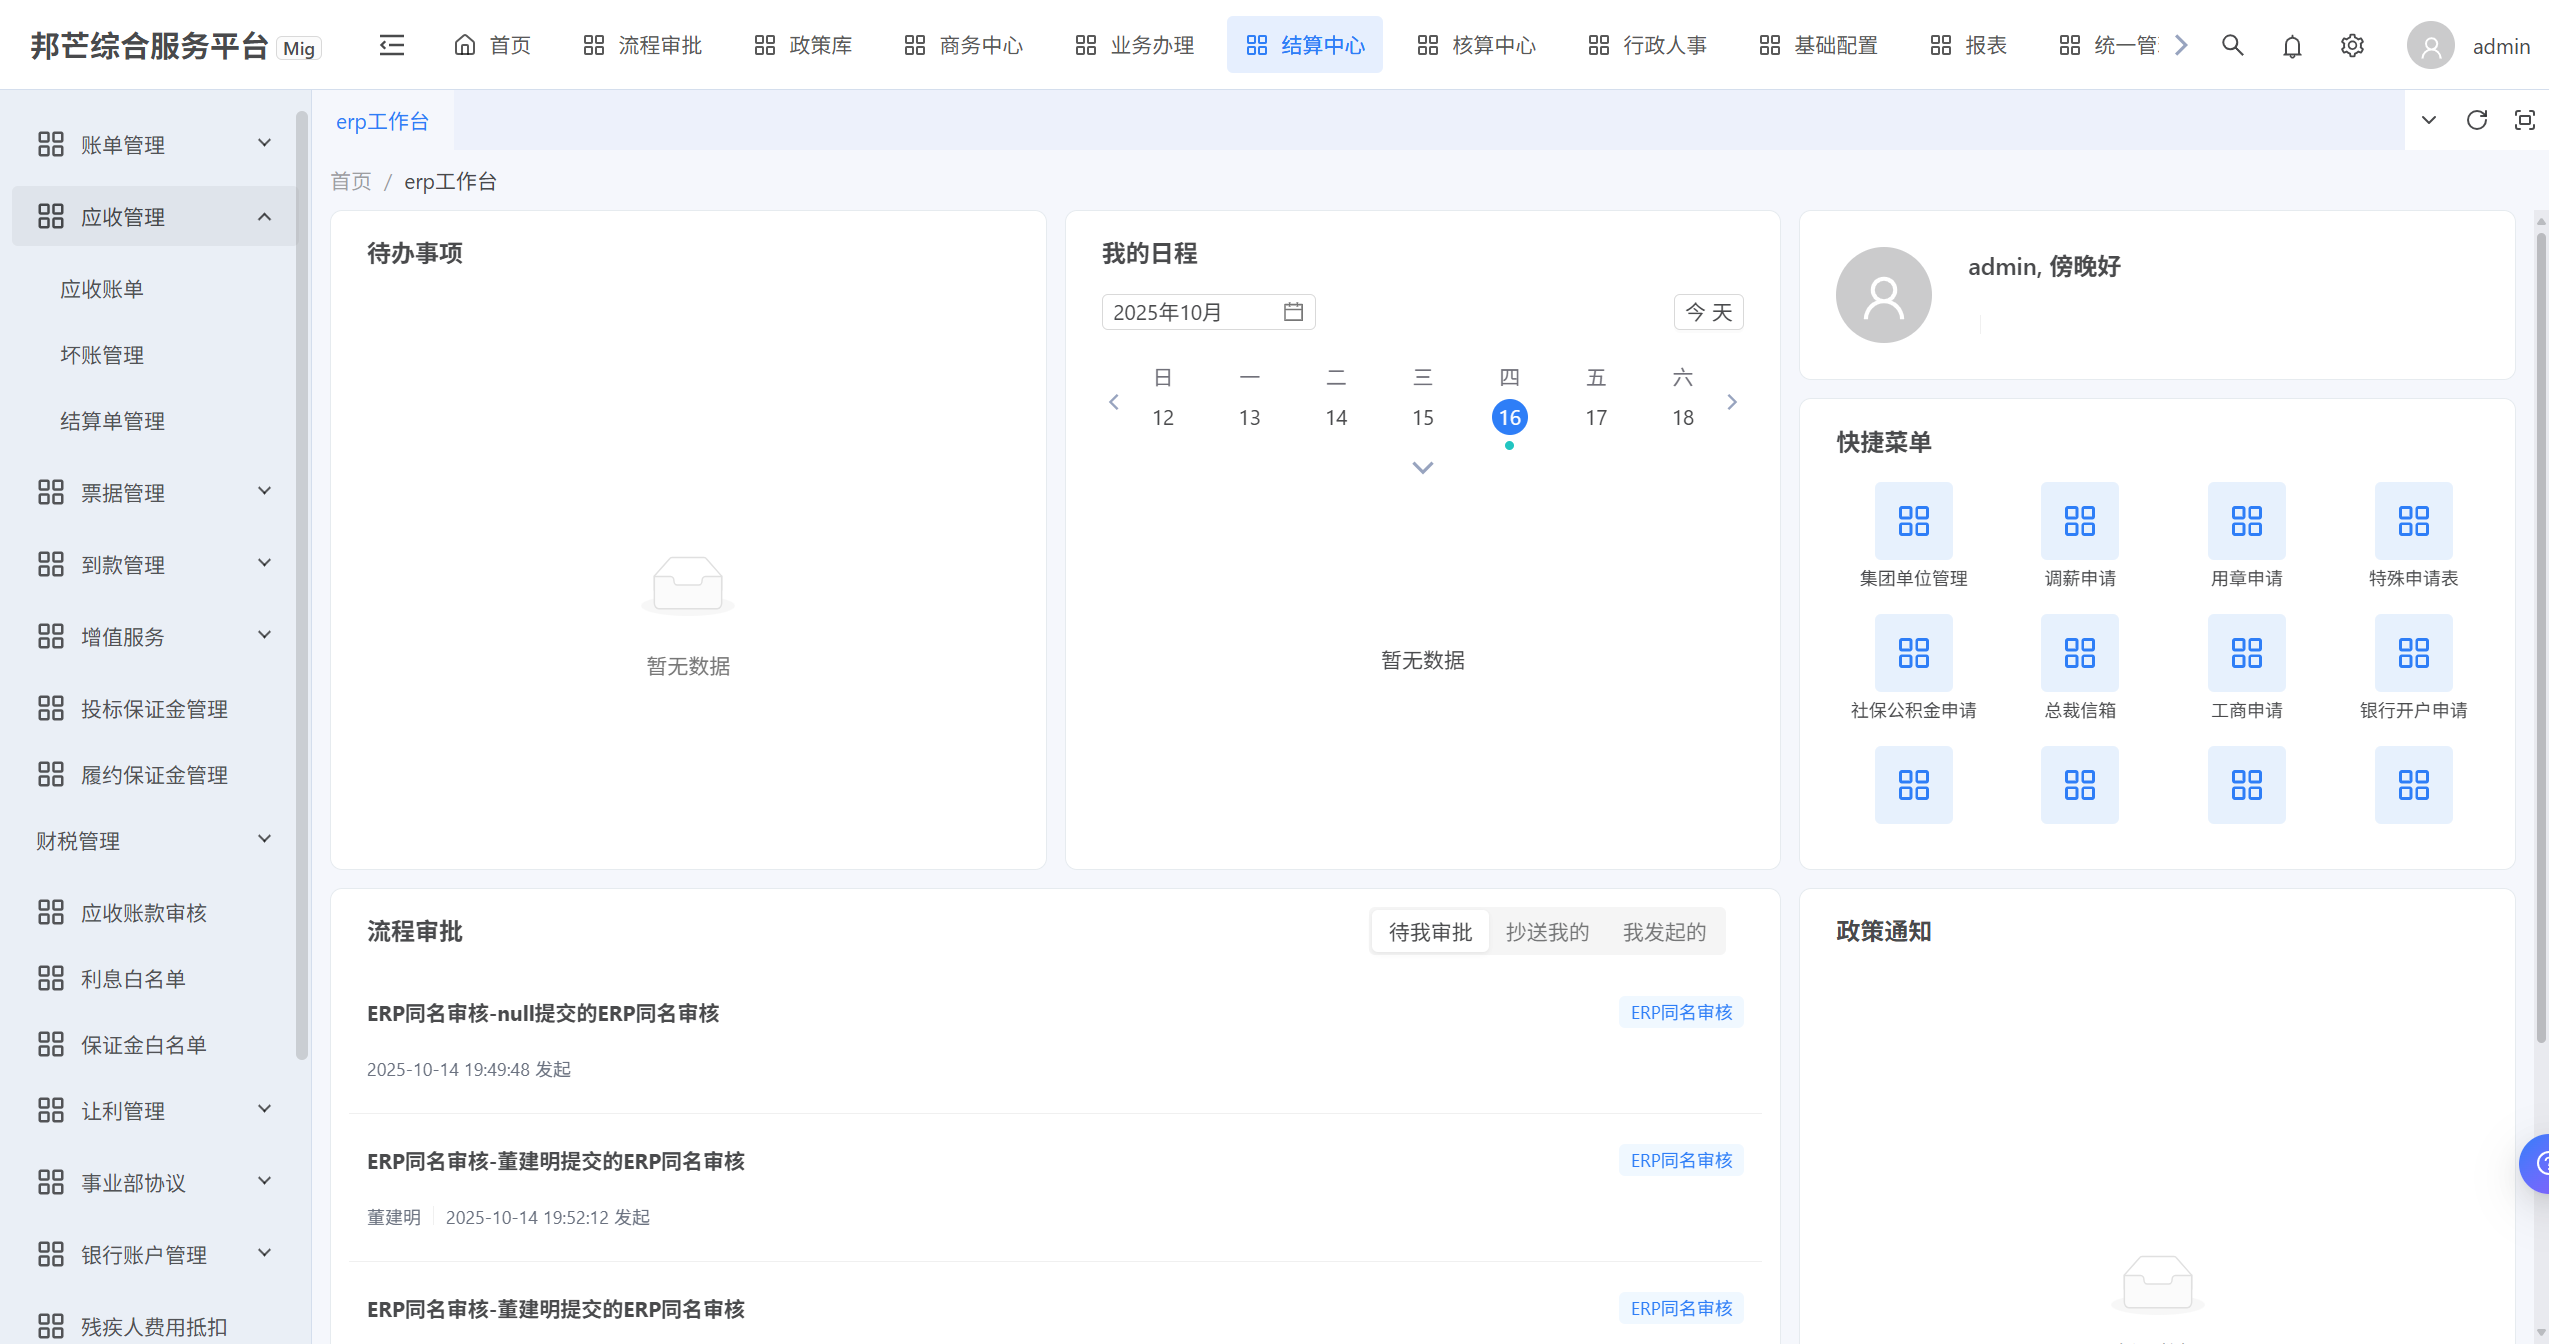 邦芒综合服务平台 Mig
首页 流程审批 政策库 商务中心 业务办理 结算中心 核算中心 行政人事 基础配置 报表 统一管 admin
账单管理
应收管理
应收账单
坏账管理
结算单管理
票据管理
到款管理
增值服务
投标保证金管理
履约保证金管理
财税管理
应收账款审核
利息白名单
保证金白名单
让利管理
事业部协议
银行账户管理
残疾人费用抵扣
erp工作台
首页 / erp工作台
待办事项
暂无数据
我的日程
2025年10月 今天
日 一 二 三 四 五 六
12 13 14 15 16 17 18
暂无数据
admin, 傍晚好
快捷菜单
集团单位管理 调薪申请 用章申请 特殊申请表
社保公积金申请 总裁信箱 工商申请 银行开户申请
流程审批
待我审批 抄送我的 我发起的
ERP同名审核-null提交的ERP同名审核 ERP同名审核
2025-10-14 19:49:48 发起
ERP同名审核-董建明提交的ERP同名审核 ERP同名审核
董建明 2025-10-14 19:52:12 发起
ERP同名审核-董建明提交的ERP同名审核 ERP同名审核
政策通知